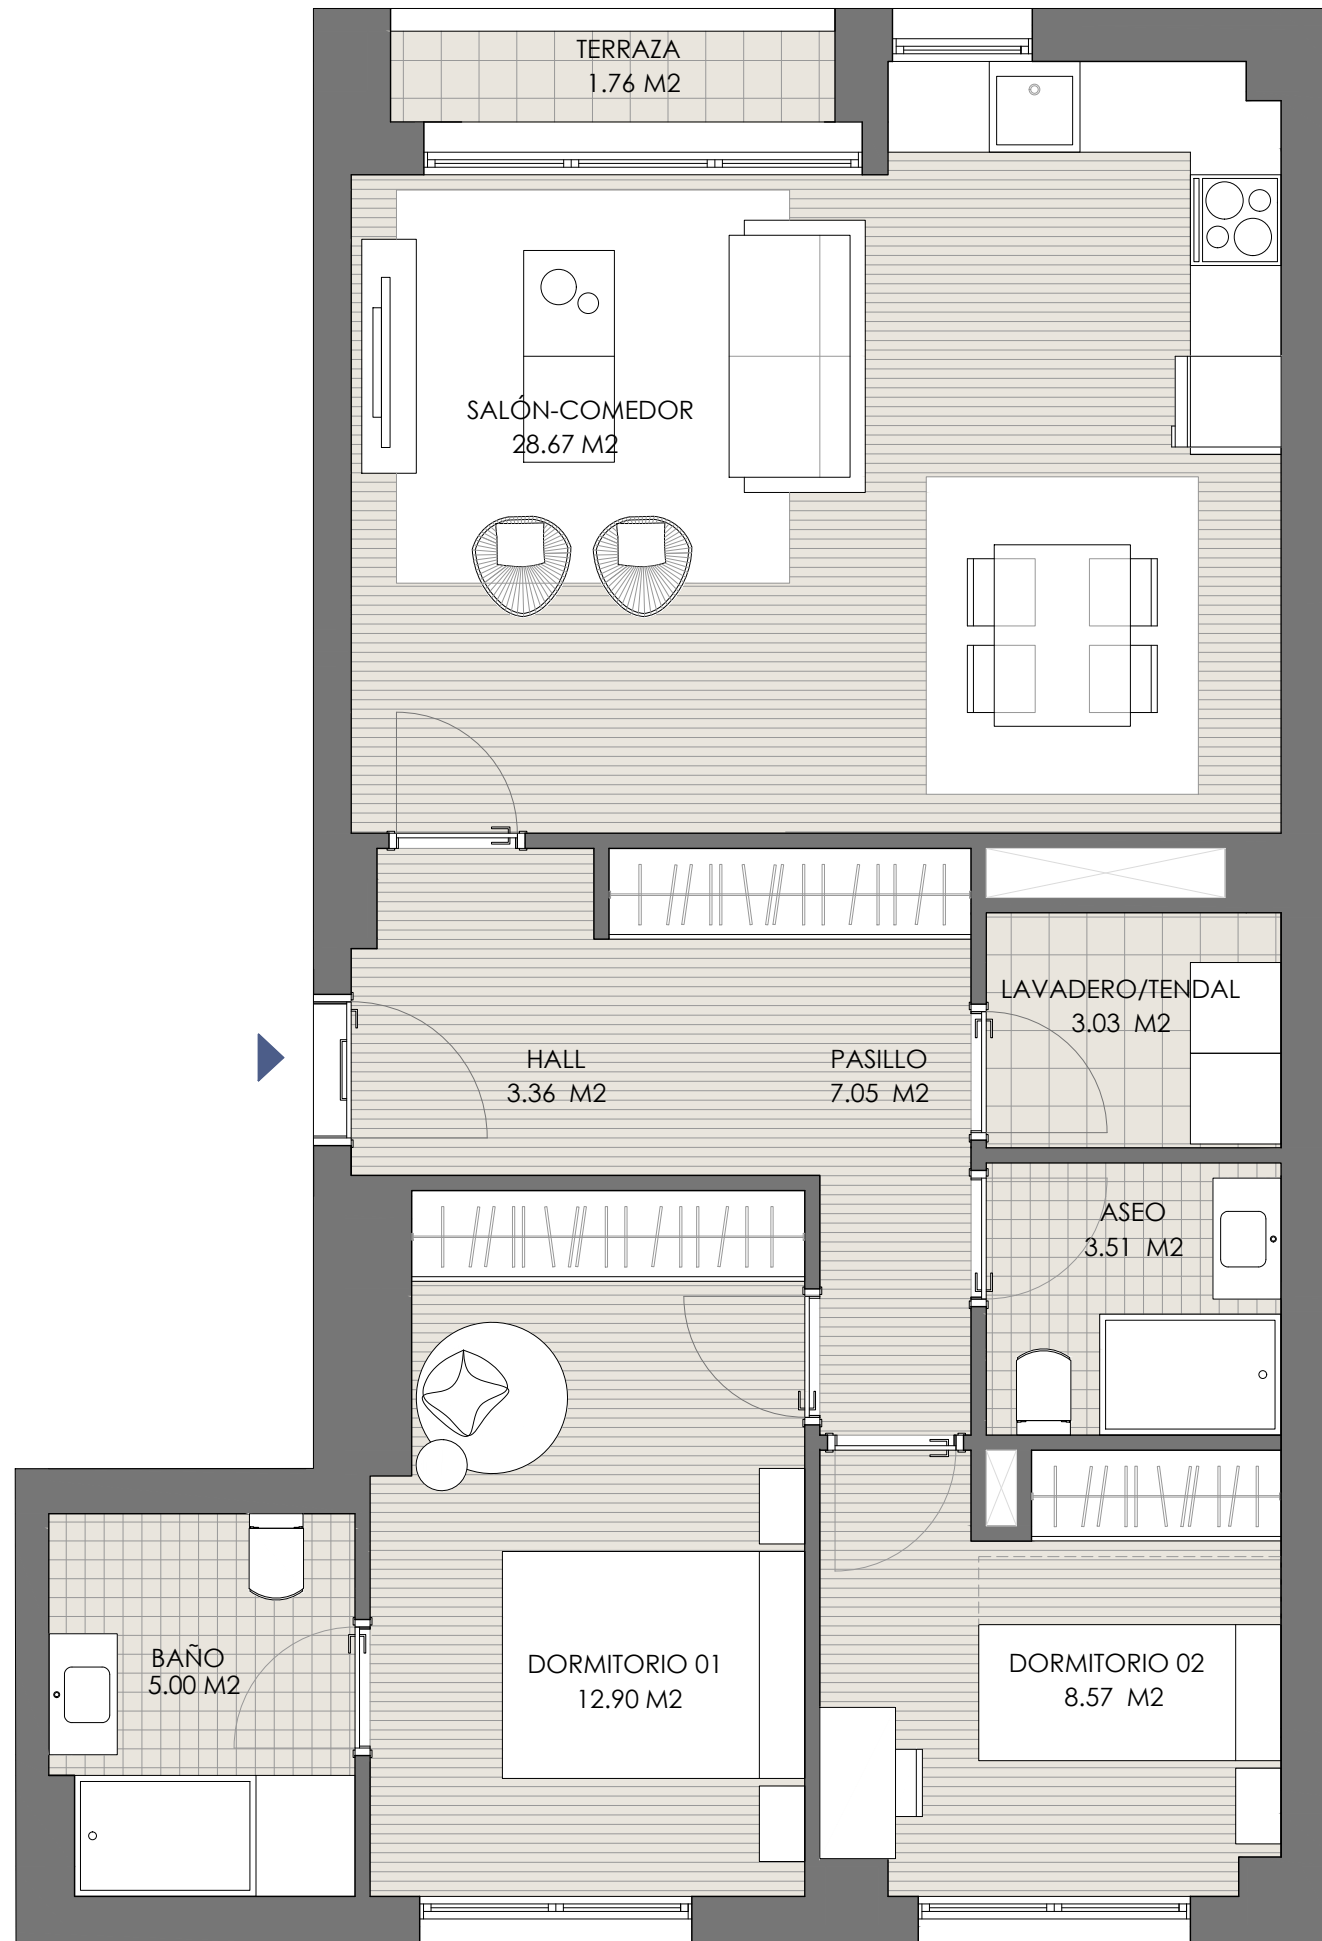 TERRAZA
1.76 M2
SALÓN-COMEDOR
28.67 M2
LAVADERO/TENDAL
3.03 M2
HALL
3.36 M2
PASILLO
7.05 M2
ASEO
3.51 M2
BAÑO
5.00 M2
DORMITORIO 01
12.90 M2
DORMITORIO 02
8.57 M2